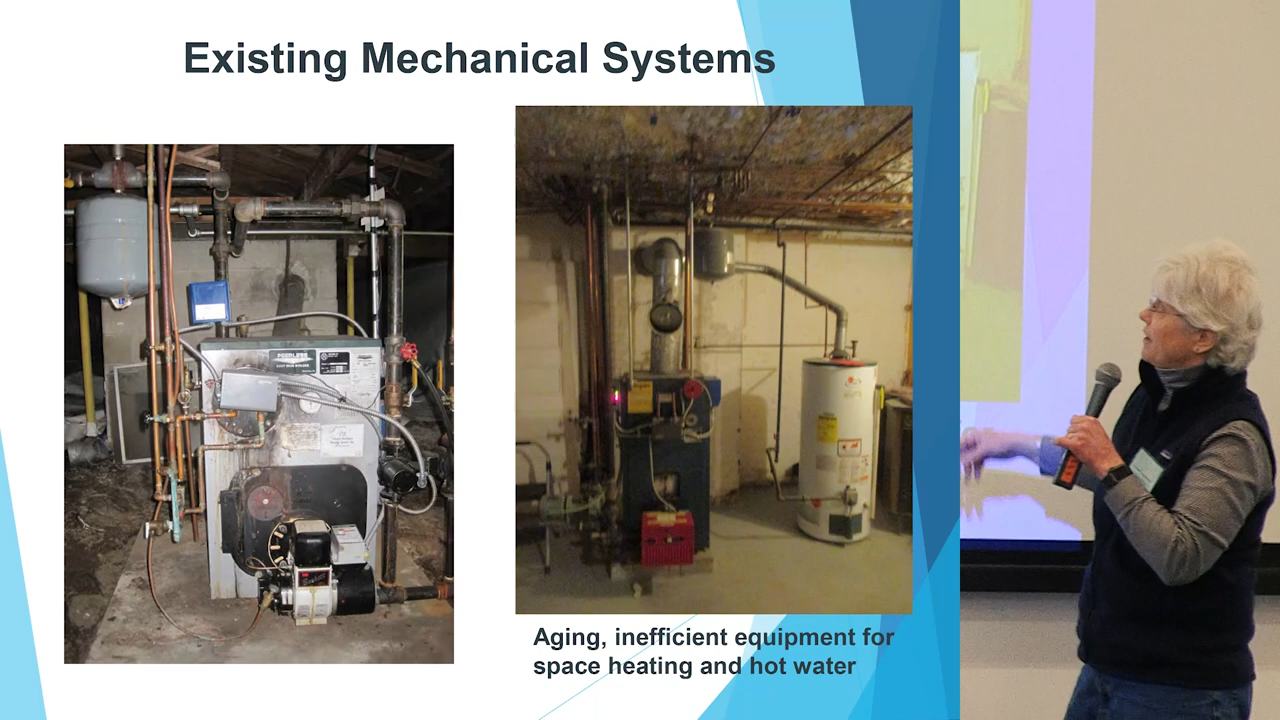 Existing Mechanical Systems
PEERLESS
Aging, inefficient equipment for
space heating and hot water